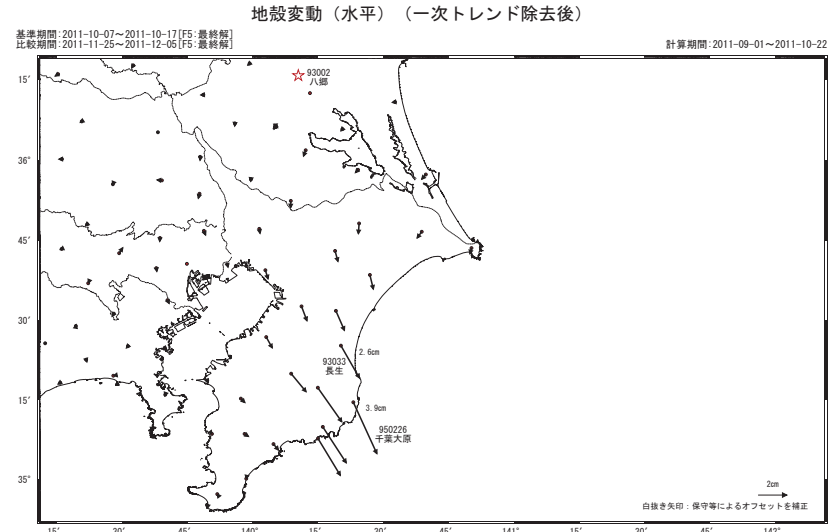 地殻変動（水平）（一次トレンド除去後）
基準期間:2011-10-07～2011-10-17[F5:最終解]
比較期間:2011-11-25～2011-12-05[F5:最終解]
計算期間:2011-09-01～2011-10-22
93002
八郷
15'
36°
45'
30'
15'
35°
2.6cm
93033
長生
3.9cm
950226
千葉大原
2cm
白抜き矢印：保守等によるオフセットを補正
15' 30' 45' 140° 15' 30' 45' 141° 15' 30' 45' 142°